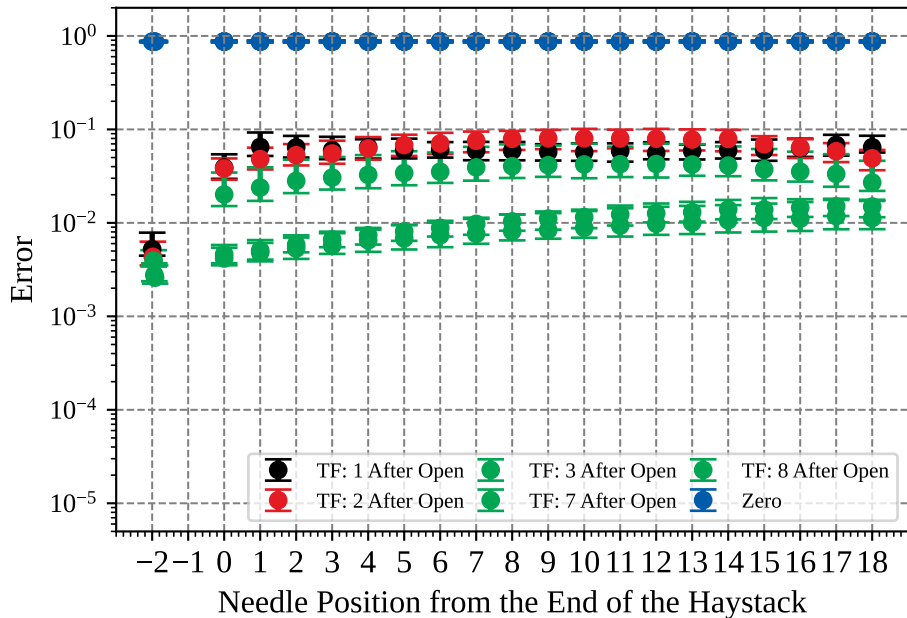 10⁰
10⁻¹
10⁻²
10⁻³
10⁻⁴
10⁻⁵
Error
TF: 1 After Open TF: 3 After Open TF: 8 After Open
TF: 2 After Open TF: 7 After Open Zero
−2 −1 0 1 2 3 4 5 6 7 8 9 10 11 12 13 14 15 16 17 18
Needle Position from the End of the Haystack